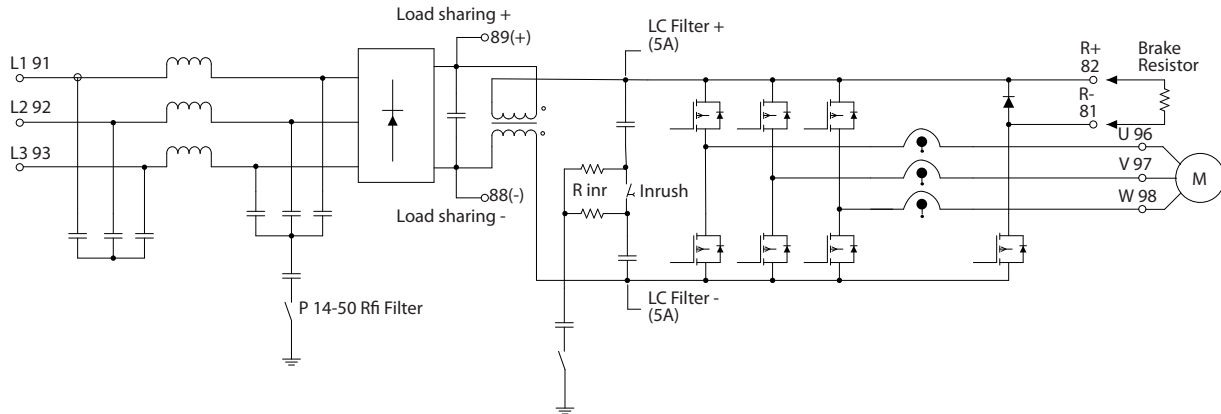 Load sharing +
89(+)
LC Filter +
(5A)
R+
82
Brake
Resistor
L1 91
L2 92
R-
81
U 96
L3 93
R inr
Inrush
V 97
M
88(-)
W 98
Load sharing -
P 14-50 Rfi Filter
LC Filter -
(5A)